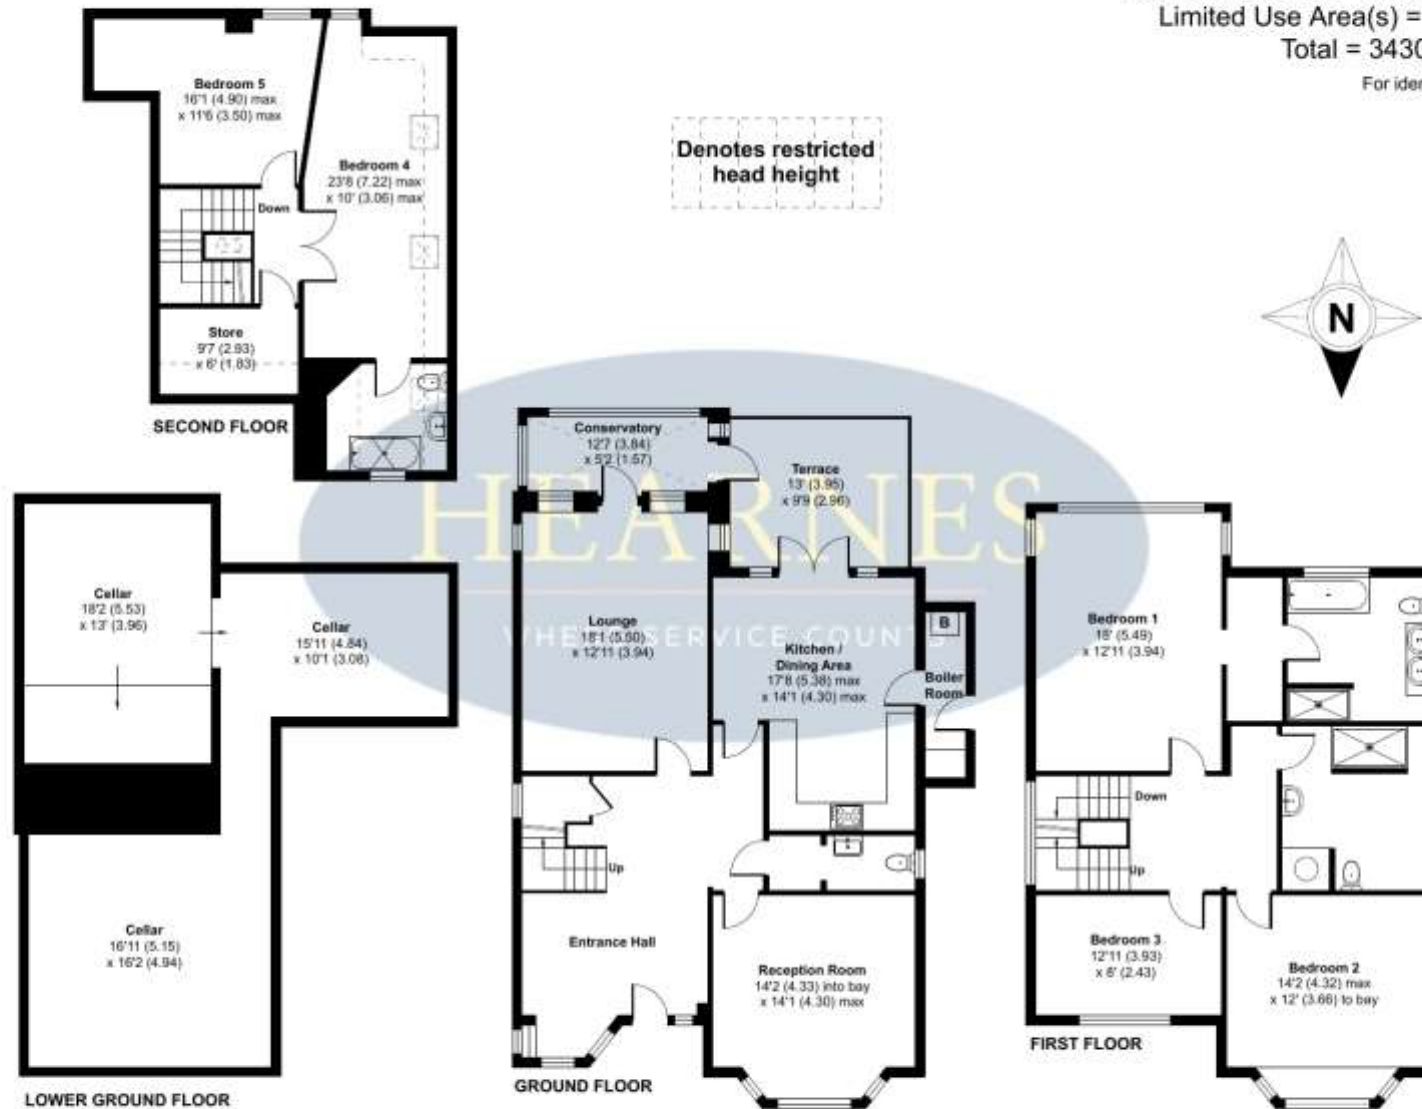 Limited Use Area(s) =
Total = 3430
For iden
Bedroom 5
16'1 (4.90) max
x 11'6 (3.50) max
Bedroom 4
23'8 (7.22) max
x 10' (3.06) max
Down
Store
9'7 (2.93)
x 6' (1.83)
SECOND FLOOR
Denotes restricted
head height
N
HEARNES
WHERE SERVICE COUNTS
Cellar
18'2 (5.53)
x 13' (3.96)
Cellar
15'11 (4.84)
x 10'1 (3.08)
Cellar
16'11 (5.15)
x 16'2 (4.94)
LOWER GROUND FLOOR
Conservatory
12'7 (3.84)
x 5'2 (1.57)
Terrace
13' (3.95)
x 9'9 (2.96)
Lounge
18'1 (5.50)
x 12'11 (3.94)
Kitchen /
Dining Area
17'8 (5.38) max
x 14'1 (4.30) max
B
Boiler
Room
Up
Entrance Hall
Reception Room
14'2 (4.33) into bay
x 14'1 (4.30) max
GROUND FLOOR
Bedroom 1
18' (5.49)
x 12'11 (3.94)
Down
Up
Bedroom 3
12'11 (3.93)
x 8' (2.43)
Bedroom 2
14'2 (4.32) max
x 12' (3.66) to bay
FIRST FLOOR